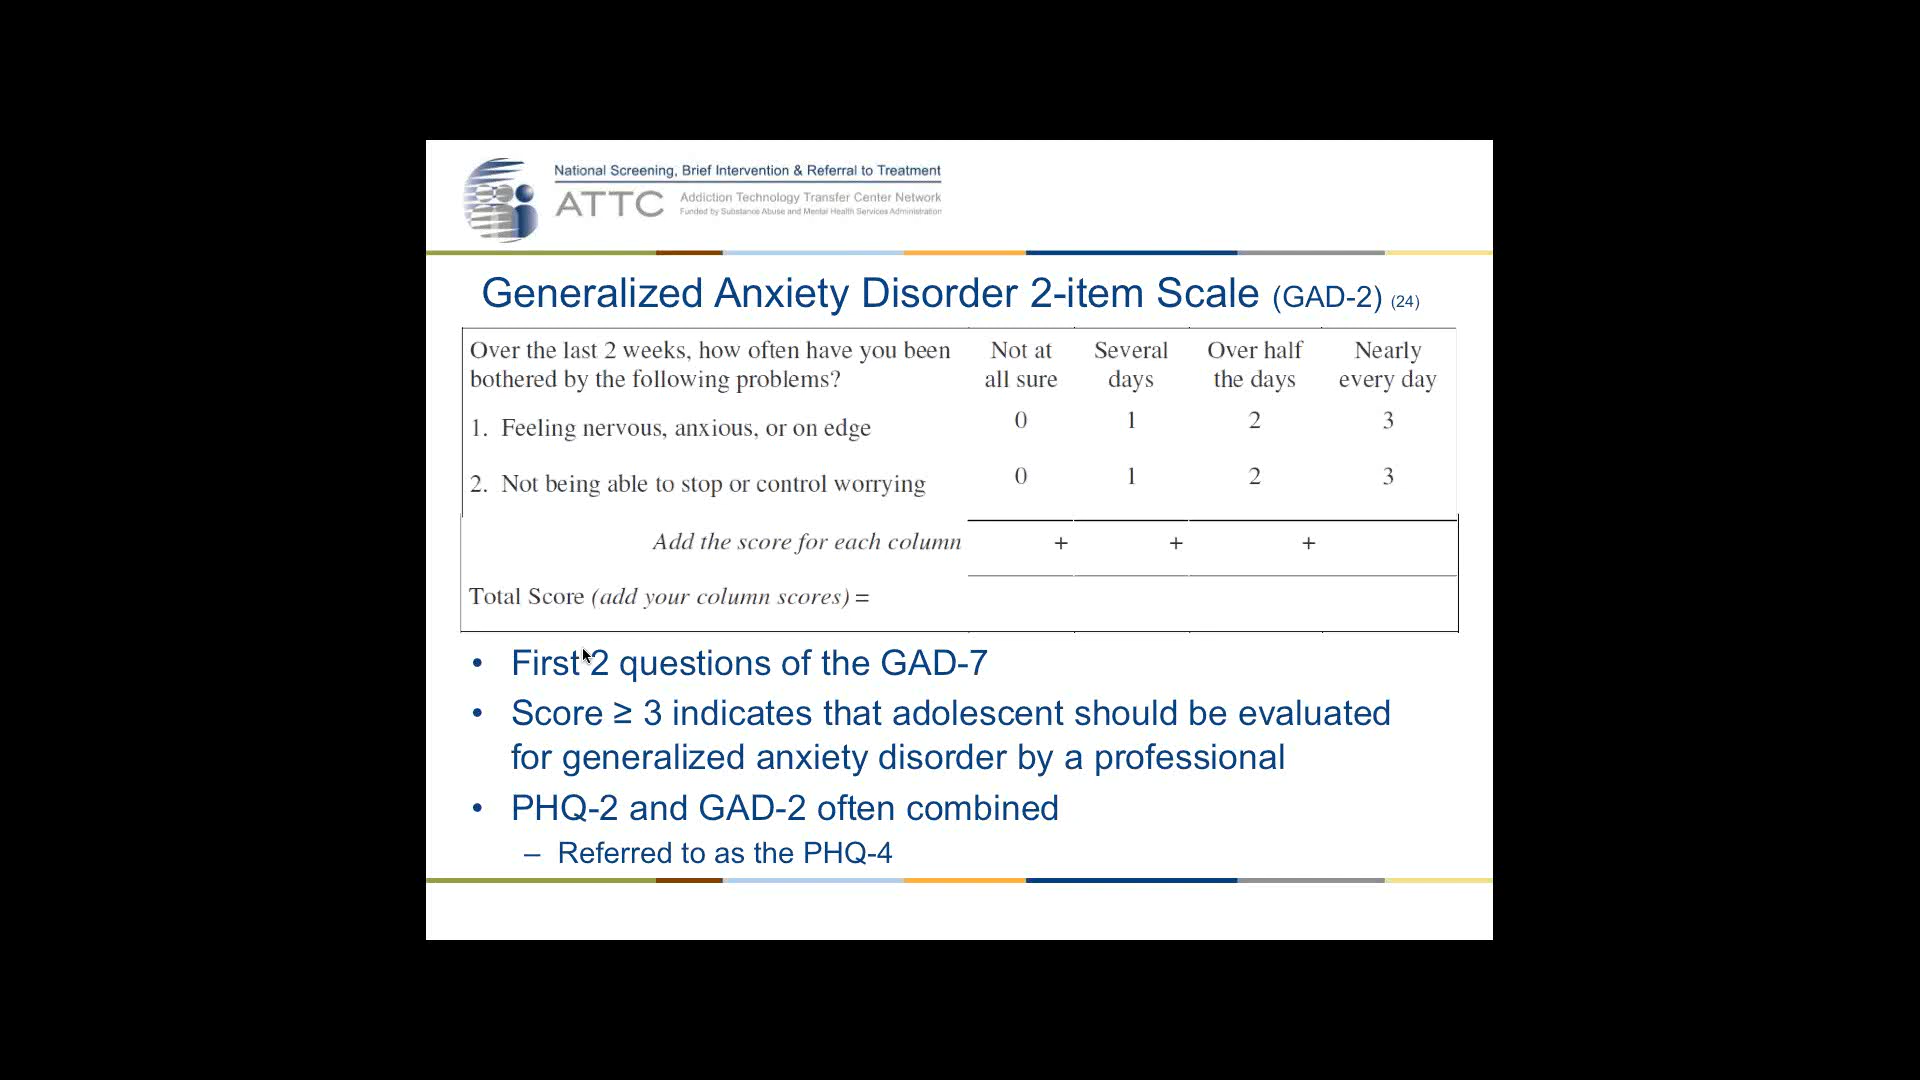 National Screening, Brief Intervention & Referral to Treatment
ATTC Addiction Technology Transfer Center Network
Funded by Substance Abuse and Mental Health Services Administration
Generalized Anxiety Disorder 2-item Scale (GAD-2) (24)
Over the last 2 weeks, how often have you been Not at Several Over half Nearly
bothered by the following problems? all sure days the days every day
1. Feeling nervous, anxious, or on edge 0 1 2 3
2. Not being able to stop or control worrying 0 1 2 3
Add the score for each column + + +
Total Score (add your column scores) =
• First 2 questions of the GAD-7
• Score ≥ 3 indicates that adolescent should be evaluated
for generalized anxiety disorder by a professional
• PHQ-2 and GAD-2 often combined
– Referred to as the PHQ-4